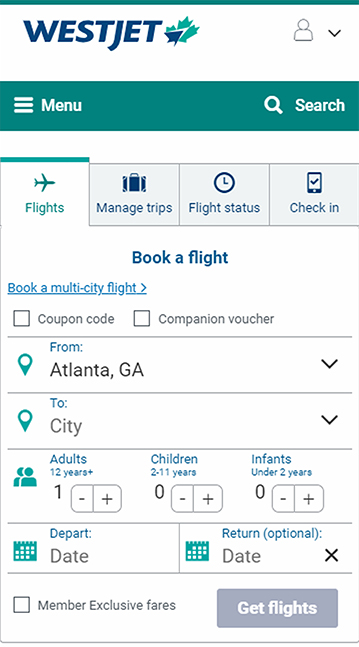 WESTJET
Menu Search
Flights Manage trips Flight status Check in
Book a flight
Book a multi-city flight >
Coupon code Companion voucher
From:
Atlanta, GA
To:
City
Adults Children Infants
12 years+ 2-11 years Under 2 years
1 - + 0 - + 0 - +
Depart: Return (optional):
Date Date ×
Member Exclusive fares Get flights